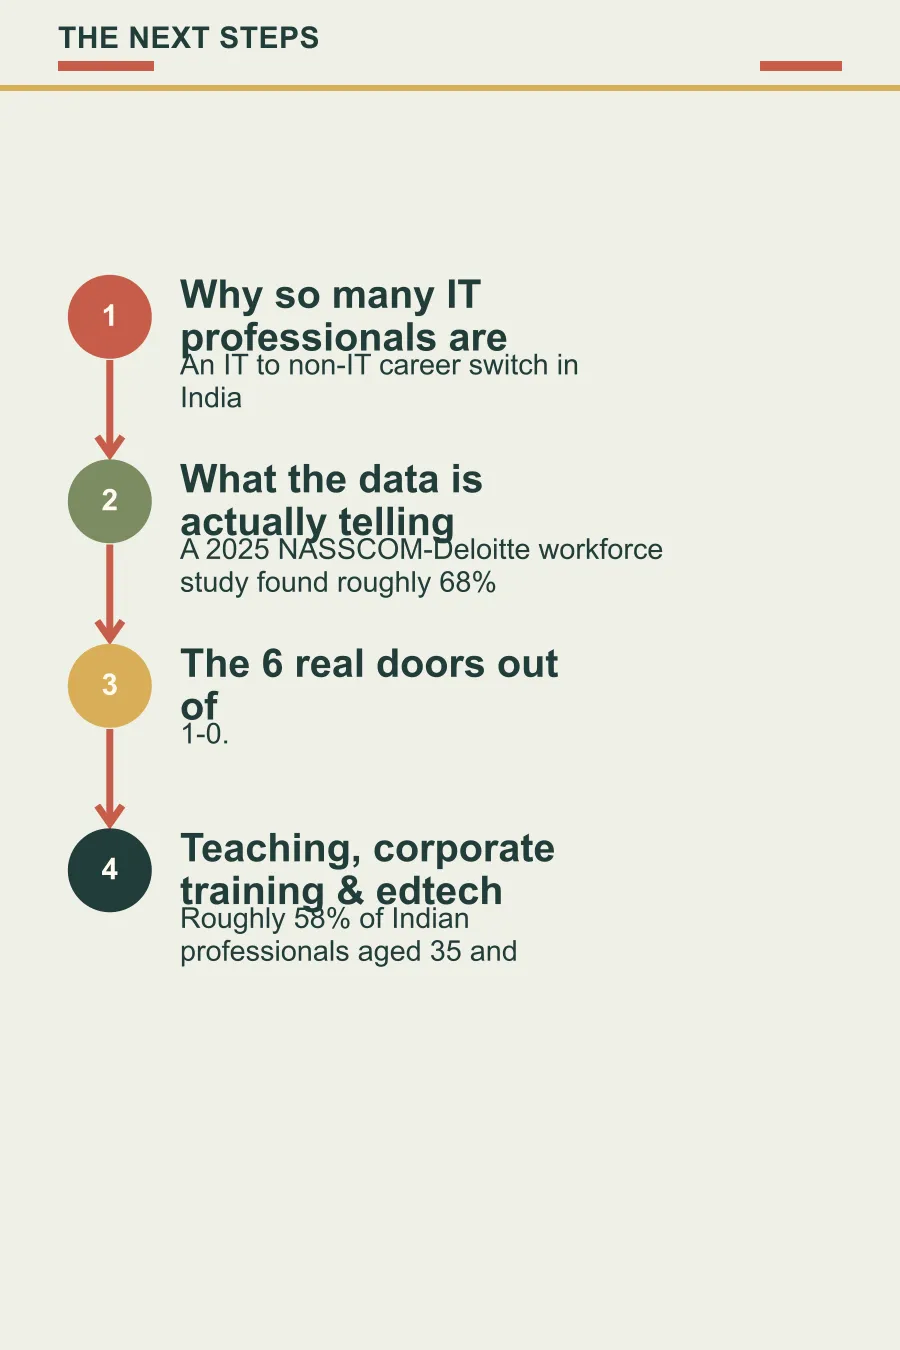 THE NEXT STEPS
1
Why so many IT
professionals are
An IT to non-IT career switch in
India
2
What the data is
actually telling
A 2025 NASSCOM-Deloitte workforce
study found roughly 68%
3
The 6 real doors out
of
1-0.
4
Teaching, corporate
training & edtech
Roughly 58% of Indian
professionals aged 35 and